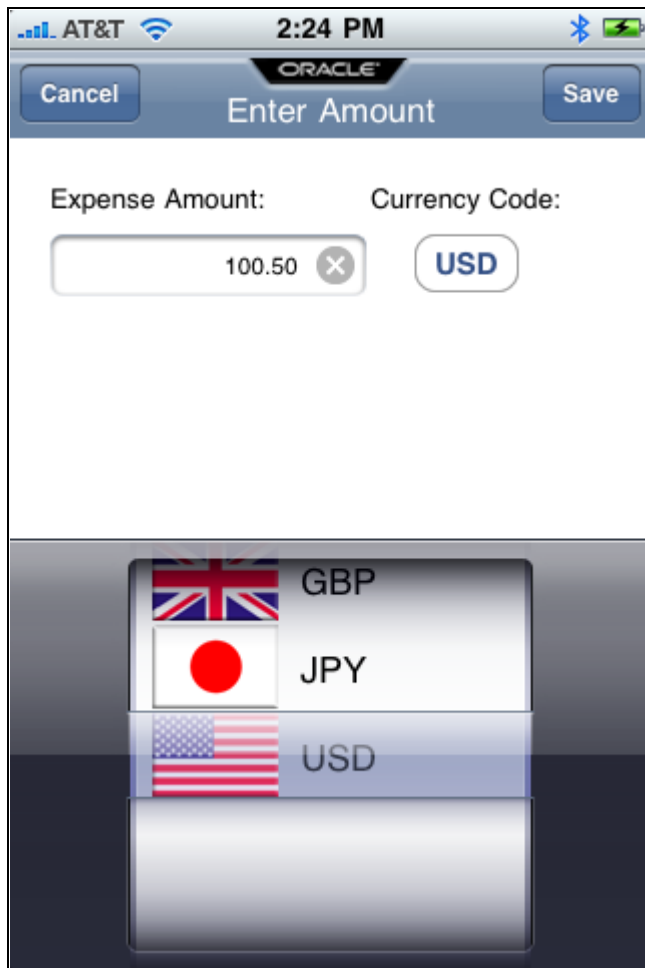 AT&T 2:24 PM
ORACLE
Cancel Enter Amount Save
Expense Amount: Currency Code:
100.50 USD
GBP
JPY
USD